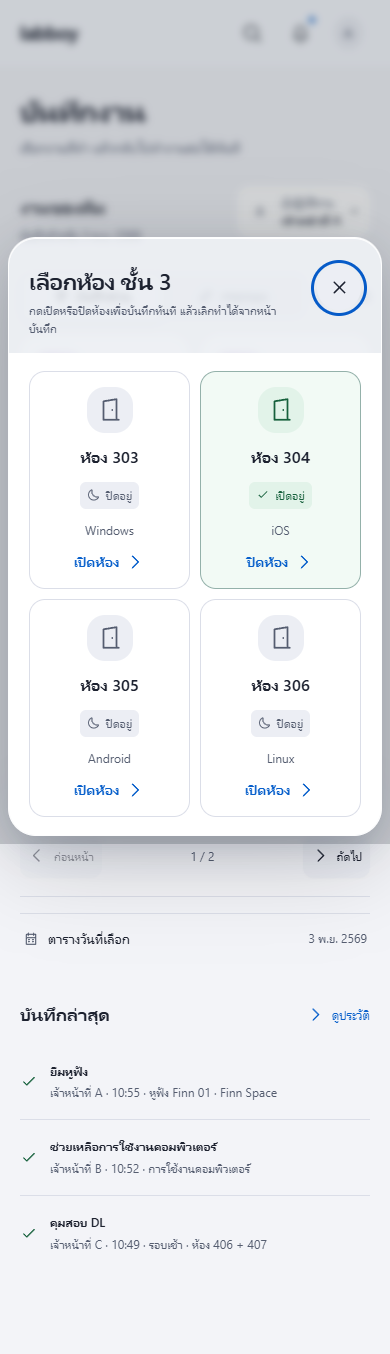 labboy
บันทึกงาน
เลือกห้อง ชั้น 3
กดเปิดหรือปิดห้องเพื่อบันทึกทันที แล้วเลิกทำได้จากหน้า
บันทึก
ห้อง 303
ปิดอยู่
Windows
เปิดห้อง
ห้อง 304
เปิดอยู่
iOS
ปิดห้อง
ห้อง 305
ปิดอยู่
Android
เปิดห้อง
ห้อง 306
ปิดอยู่
Linux
เปิดห้อง
ก่อนหน้า
1 / 2
ถัดไป
ตารางวันที่เลือก
3 พ.ย. 2569
บันทึกล่าสุด
ดูประวัติ
ยืมหูฟัง
เจ้าหน้าที่ A · 10:55 · หูฟัง Finn 01 · Finn Space
ช่วยเหลือการใช้งานคอมพิวเตอร์
เจ้าหน้าที่ B · 10:52 · การใช้งานคอมพิวเตอร์
คุมสอบ DL
เจ้าหน้าที่ C · 10:49 · รอบเช้า · ห้อง 406 + 407